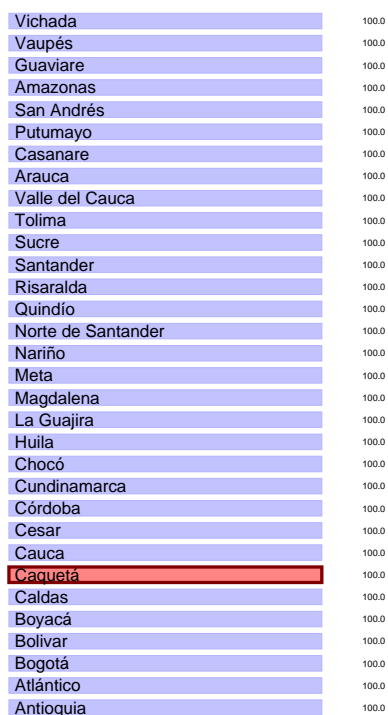 Vichada 100.0
Vaupés 100.0
Guaviare 100.0
Amazonas 100.0
San Andrés 100.0
Putumayo 100.0
Casanare 100.0
Arauca 100.0
Valle del Cauca 100.0
Tolima 100.0
Sucre 100.0
Santander 100.0
Risaralda 100.0
Quindío 100.0
Norte de Santander 100.0
Nariño 100.0
Meta 100.0
Magdalena 100.0
La Guajira 100.0
Huila 100.0
Chocó 100.0
Cundinamarca 100.0
Córdoba 100.0
Cesar 100.0
Cauca 100.0
Caquetá 100.0
Caldas 100.0
Boyacá 100.0
Bolivar 100.0
Bogotá 100.0
Atlántico 100.0
Antioquia 100.0